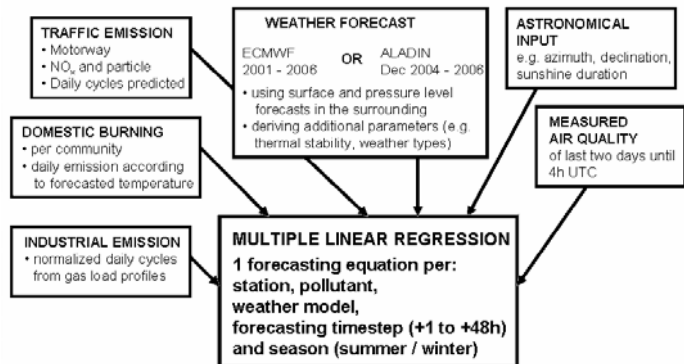 TRAFFIC EMISSION
• Motorway
• NOx and particle
• Daily cycles predicted
WEATHER FORECAST
ECMWF OR ALADIN
2001 - 2006 Dec 2004 - 2006
• using surface and pressure level
forecasts in the surrounding
• deriving additional parameters (e.g.
thermal stability, weather types)
ASTRONOMICAL
INPUT
e.g. azimuth, declination,
sunshine duration
DOMESTIC BURNING
• per community
• daily emission according
to forecasted temperature
MEASURED
AIR QUALITY
of last two days until
4h UTC
INDUSTRIAL EMISSION
• normalized daily cycles
from gas load profiles
MULTIPLE LINEAR REGRESSION
1 forecasting equation per:
station, pollutant,
weather model,
forecasting timestep (+1 to +48h)
and season (summer / winter)